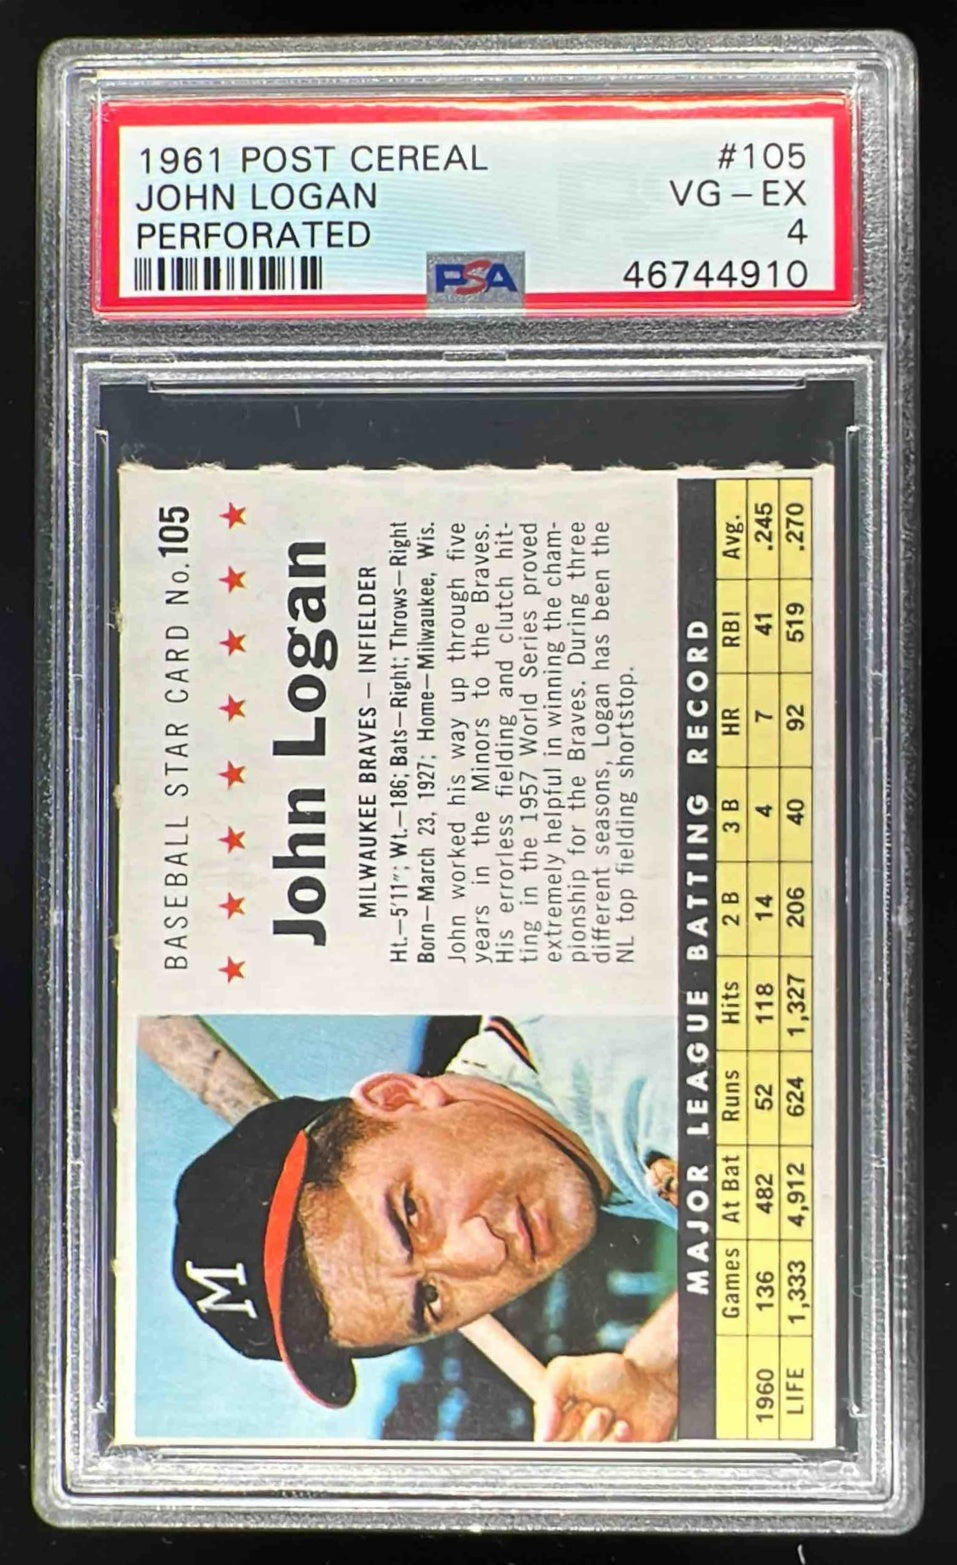 1961 POST CEREAL #105
JOHN LOGAN VG – EX
PERFORATED 4
PSA 46744910
BASEBALL STAR CARD No. 105
John Logan
MILWAUKEE BRAVES — INFIELDER
Ht.—5'11"; Wt.—186; Bats—Right; Throws—Right
Born—March 23, 1927; Home—Milwaukee, Wis.
John worked his way up through five
years in the Minors to the Braves.
His errorless fielding and clutch hit-
ting in the 1957 World Series proved
extremely helpful in winning the cham-
pionship for the Braves. During three
different seasons, Logan has been the
NL top fielding shortstop.
M
MAJOR LEAGUE BATTING RECORD
Games At Bat Runs Hits 2 B 3 B HR RBI Avg.
1960 136 482 52 118 14 4 7 41 .245
LIFE 1,333 4,912 624 1,327 206 40 92 519 .270